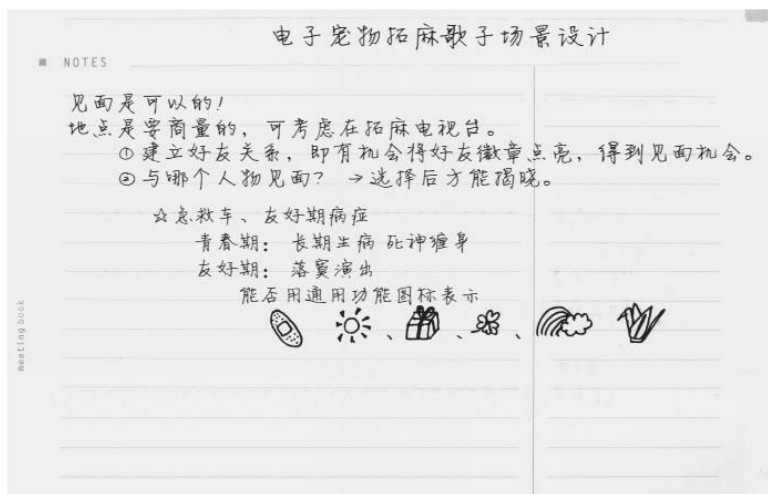 电子宠物拓麻歌子场景设计
NOTES
见面是可以的！
地点是要商量的，可考虑在拓麻电视台。
①建立好友关系，即有机会将好友徽章点亮，得到见面机会。
②与哪个人物见面？→选择后才能揭晓。
☆急救车、友好期病症
青春期：长期生病 死神缠身
友好期：落寞演出
能否用通用功能图标表示
、、、
meeting book